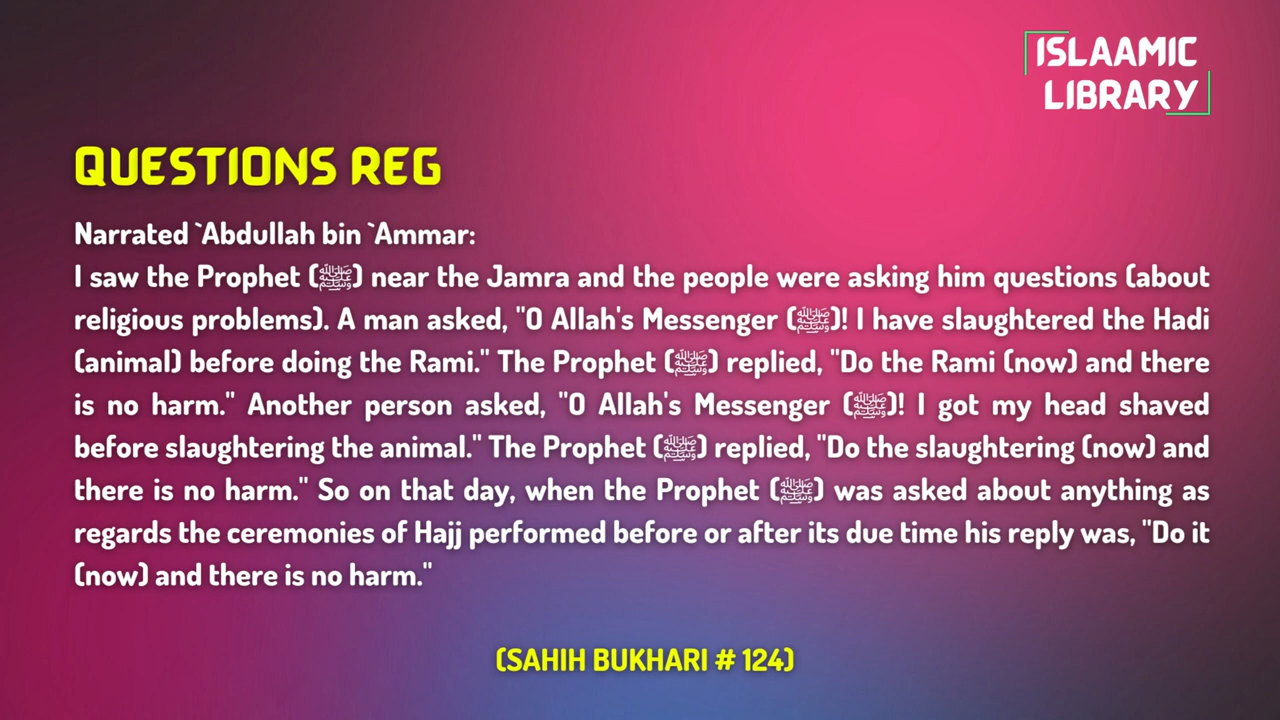 ISLAAMIC
LIBRARY
QUESTIONS REG
Narrated `Abdullah bin `Ammar:
I saw the Prophet (ﷺ) near the Jamra and the people were asking him questions (about
religious problems). A man asked, "O Allah's Messenger (ﷺ)! I have slaughtered the Hadi
(animal) before doing the Rami." The Prophet (ﷺ) replied, "Do the Rami (now) and there
is no harm." Another person asked, "O Allah's Messenger (ﷺ)! I got my head shaved
before slaughtering the animal." The Prophet (ﷺ) replied, "Do the slaughtering (now) and
there is no harm." So on that day, when the Prophet (ﷺ) was asked about anything as
regards the ceremonies of Hajj performed before or after its due time his reply was, "Do it
(now) and there is no harm."
(SAHIH BUKHARI # 124)